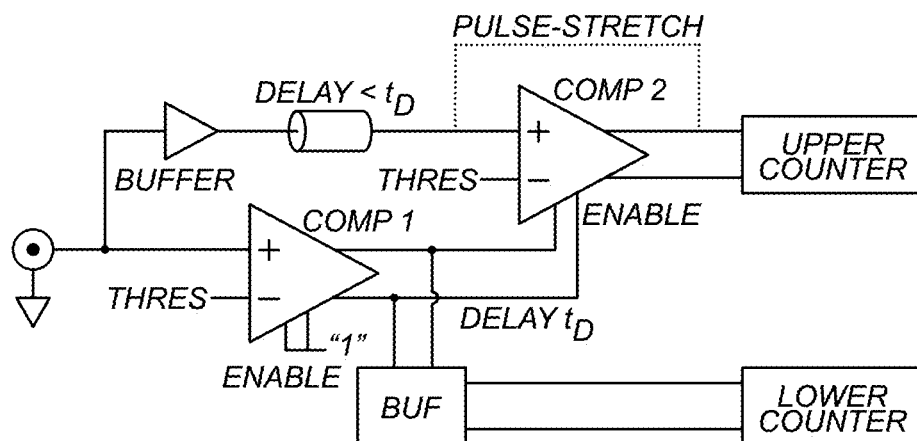 PULSE-STRETCH
DELAY < tD
COMP 2
+
BUFFER
THRES
−
UPPER
COUNTER
ENABLE
COMP 1
+
THRES
−
DELAY tD
"1"
ENABLE
BUF
LOWER
COUNTER